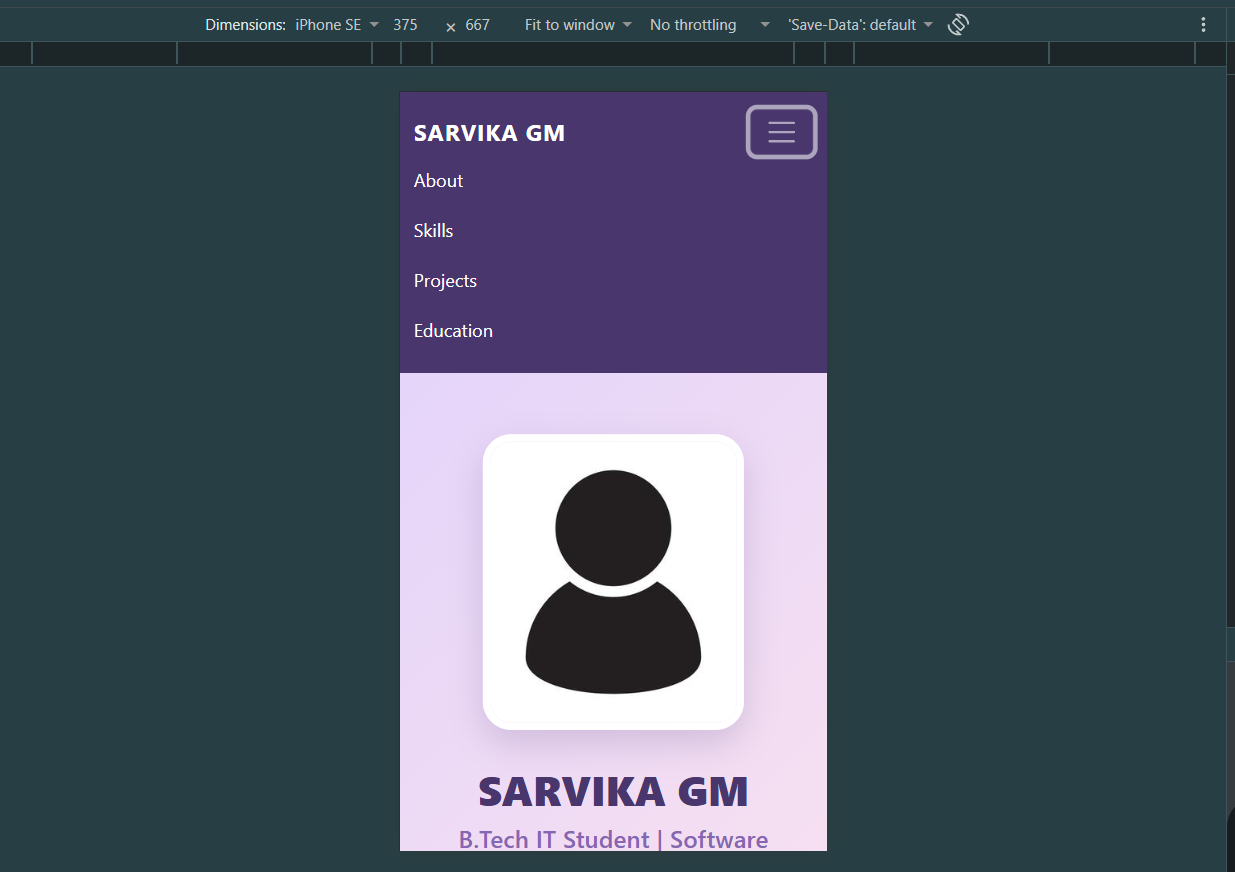 Dimensions: iPhone SE 375 × 667 Fit to window No throttling 'Save-Data': default
SARVIKA GM
About
Skills
Projects
Education
SARVIKA GM
B.Tech IT Student | Software